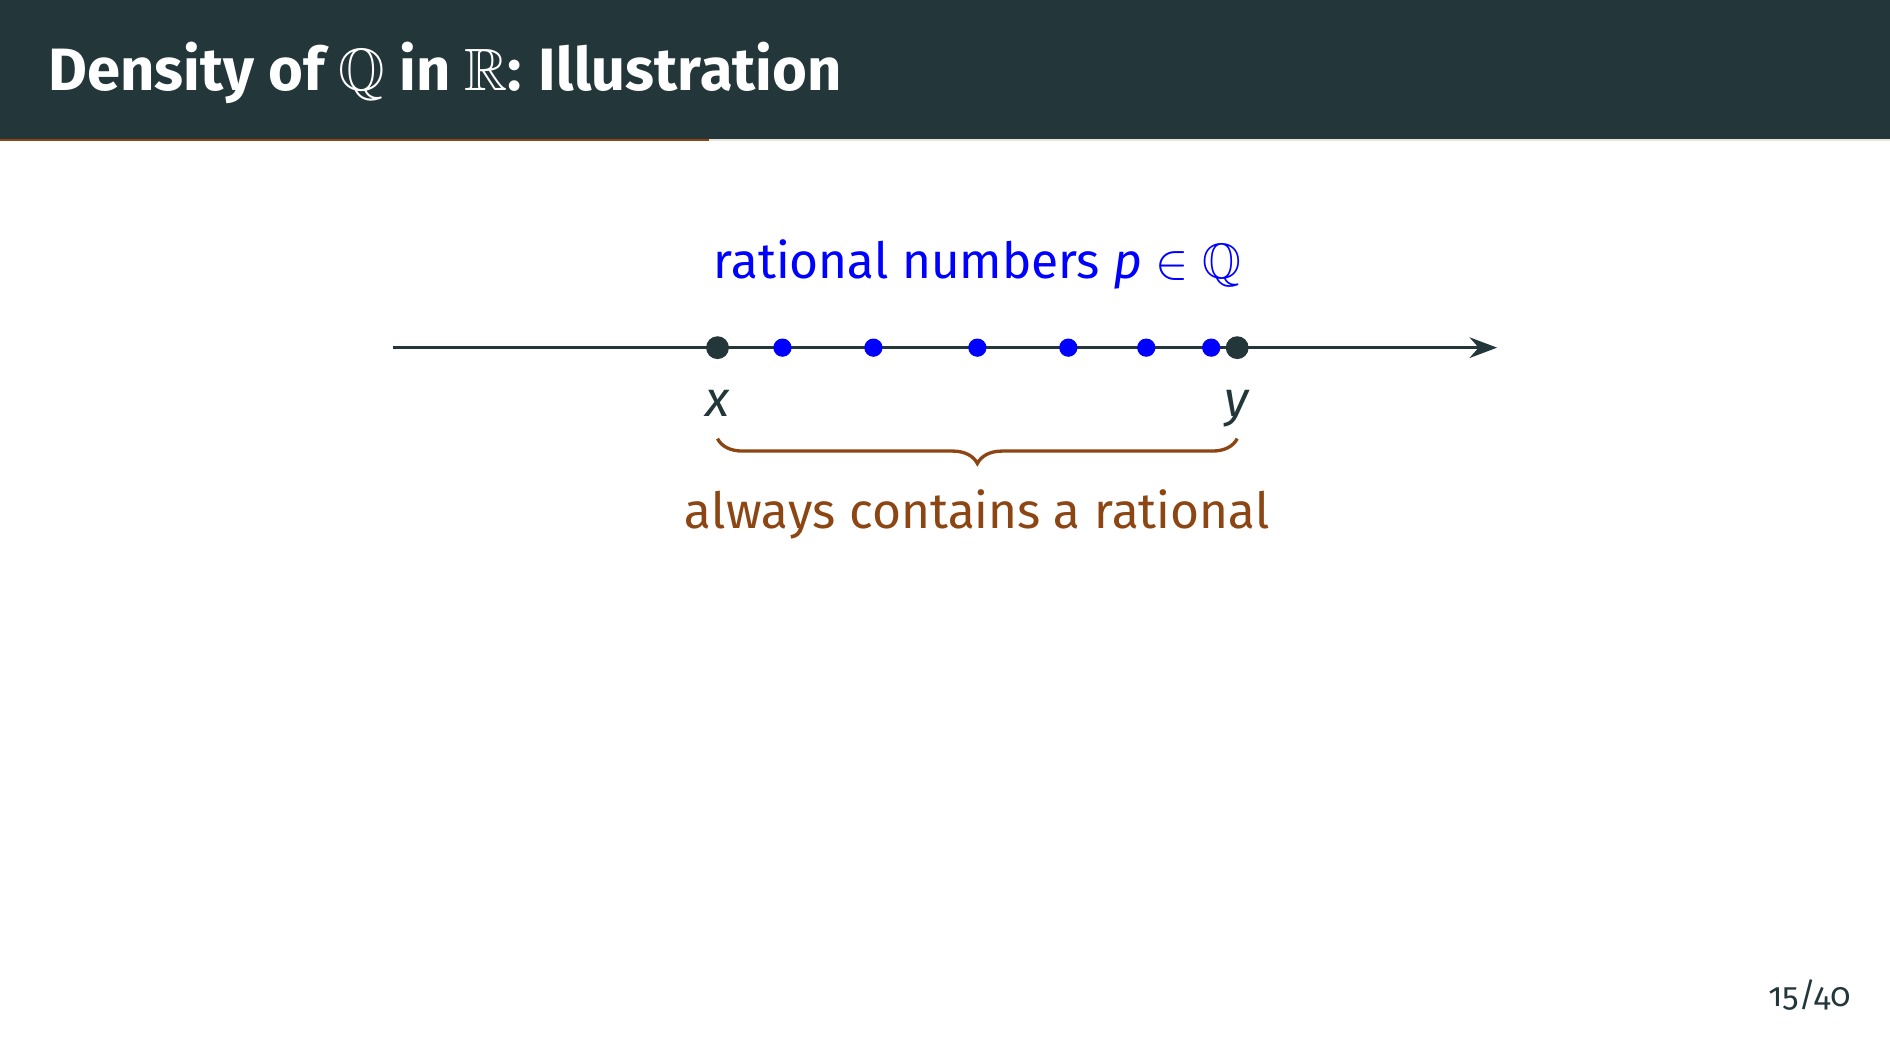 Density of ℚ in ℝ: Illustration
rational numbers p ∈ ℚ
x y
always contains a rational
15/40